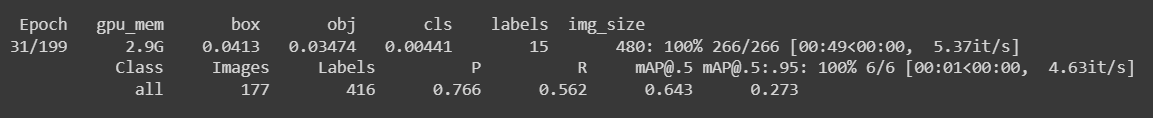 Epoch gpu_mem box obj cls labels img_size
31/199 2.9G 0.0413 0.03474 0.00441 15 480: 100% 266/266 [00:49<00:00, 5.37it/s]
Class Images Labels P R mAP@.5 mAP@.5:.95: 100% 6/6 [00:01<00:00, 4.63it/s]
all 177 416 0.766 0.562 0.643 0.273